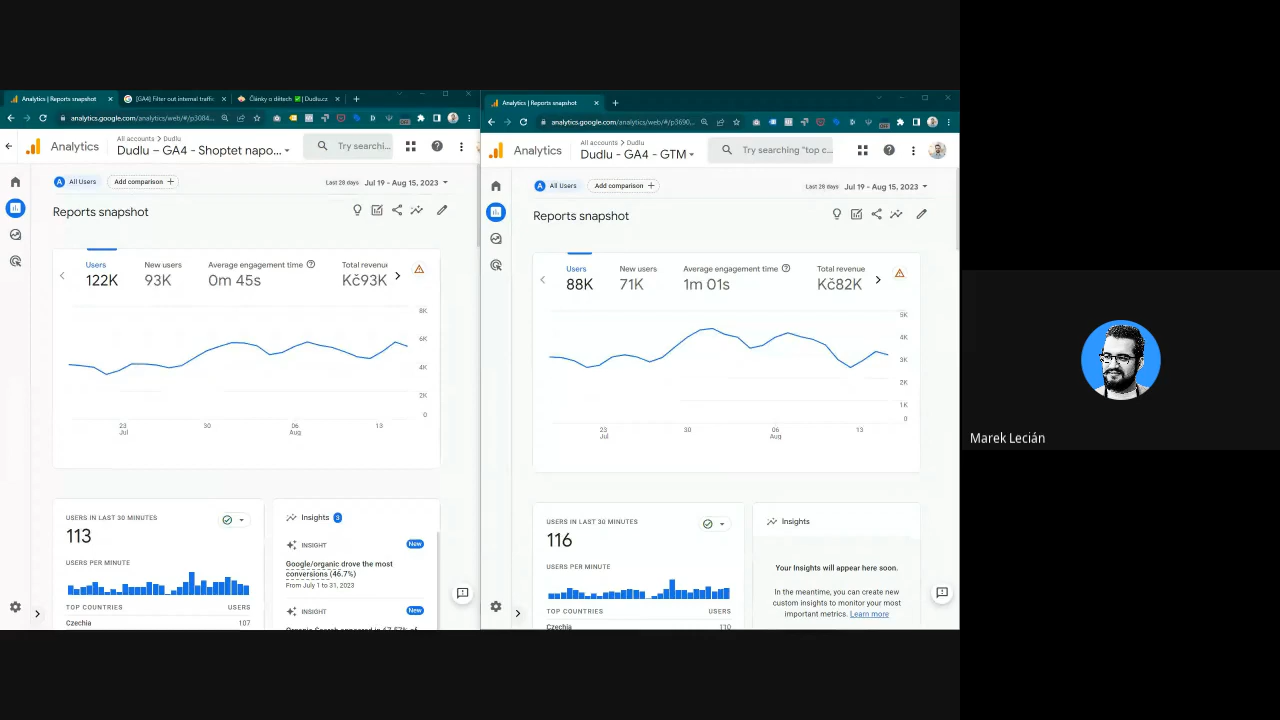 Analytics | Reports snapshot
[GA4] Filter out internal traffi
Články o dětech ✅ | Dudlu.cz
analytics.google.com/analytics/web/#/p3084
Analytics
All accounts > Dudlu
Dudlu – GA4 - Shoptet napo...
Try searchi...
All Users
Add comparison +
Last 28 days Jul 19 - Aug 15, 2023
Reports snapshot
Users
122K
New users
93K
Average engagement time
0m 45s
Total revenu
Kč93K
8K
6K
4K
2K
0
23
Jul
30
06
Aug
13
USERS IN LAST 30 MINUTES
113
USERS PER MINUTE
TOP COUNTRIES USERS
Czechia 107
Insights 3
INSIGHT New
Google/organic drove the most
conversions (46.7%)
From July 1 to 31, 2023
INSIGHT New
Analytics | Reports snapshot
analytics.google.com/analytics/web/#/p3690
Analytics
All accounts > Dudlu
Dudlu - GA4 - GTM
Try searching "top c...
All Users
Add comparison +
Last 28 days Jul 19 - Aug 15, 2023
Reports snapshot
Users
88K
New users
71K
Average engagement time
1m 01s
Total revenu
Kč82K
5K
4K
3K
2K
1K
0
23
Jul
30
06
Aug
13
USERS IN LAST 30 MINUTES
116
USERS PER MINUTE
TOP COUNTRIES USERS
Czechia 110
Insights
Your Insights will appear here soon.
In the meantime, you can create new
custom insights to monitor your most
important metrics. Learn more
Marek Lecián